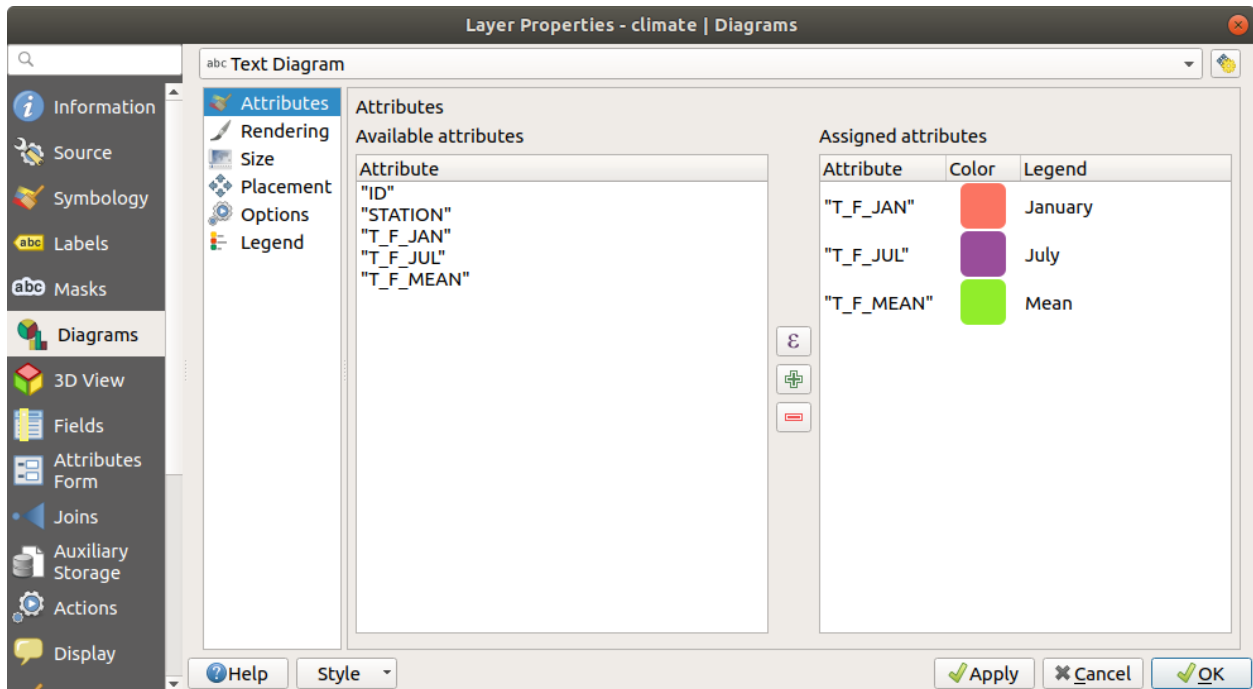 Layer Properties - climate | Diagrams
abc Text Diagram
Information
Source
Symbology
abc Labels
abc Masks
Diagrams
3D View
Fields
Attributes
Form
Joins
Auxiliary
Storage
Actions
Display
Attributes
Rendering
Size
Placement
Options
Legend
Attributes
Available attributes
Attribute
"ID"
"STATION"
"T_F_JAN"
"T_F_JUL"
"T_F_MEAN"
ε
Assigned attributes
Attribute Color Legend
"T_F_JAN" January
"T_F_JUL" July
"T_F_MEAN" Mean
Help
Style
Apply
Cancel
OK